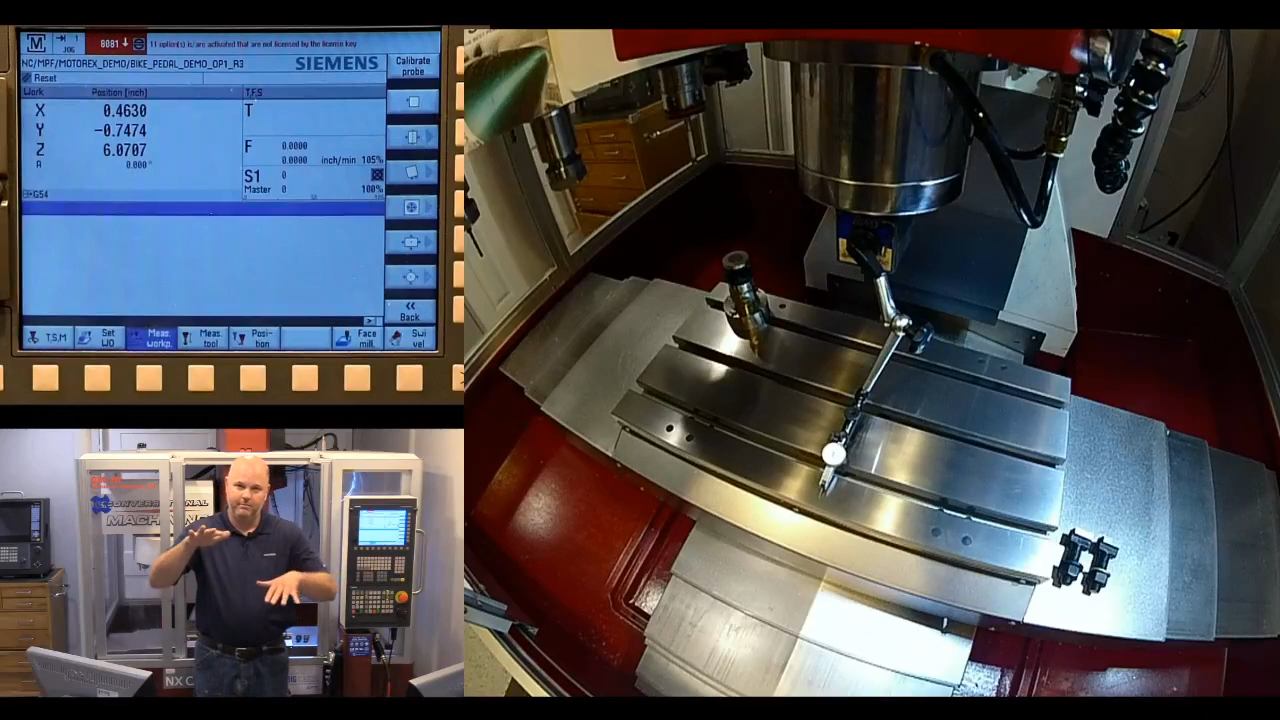 M
1
JOG
8081
11 option(s) is/are activated that are not licensed by the license key
NC/MPF/MOTOREX_DEMO/BIKE_PEDAL_DEMO_OP1_R3
SIEMENS
Calibrate
probe
Reset
Work
Position [inch]
T,F,S
X
0.4630
T
Y
-0.7474
Z
6.0707
F
0.0000
A
0.000 °
0.0000
inch/min
105%
S1
0
Master
0
100%
G54
<<
Back
T,S,M
Set
WO
Meas.
workp.
Meas.
tool
Posi-
tion
Face
mill.
Swi
vel
CONVERSATIONAL
NX